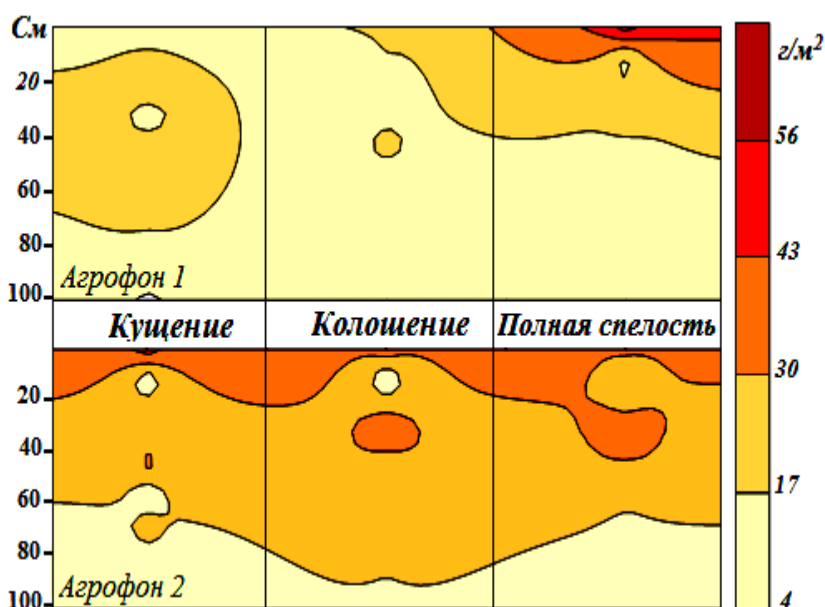 См
20
40
60
80
100
Агрофон 1
Кущение
Колошение
Полная спелость
20
40
60
80
100
Агрофон 2
г/м²
56
43
30
17
4